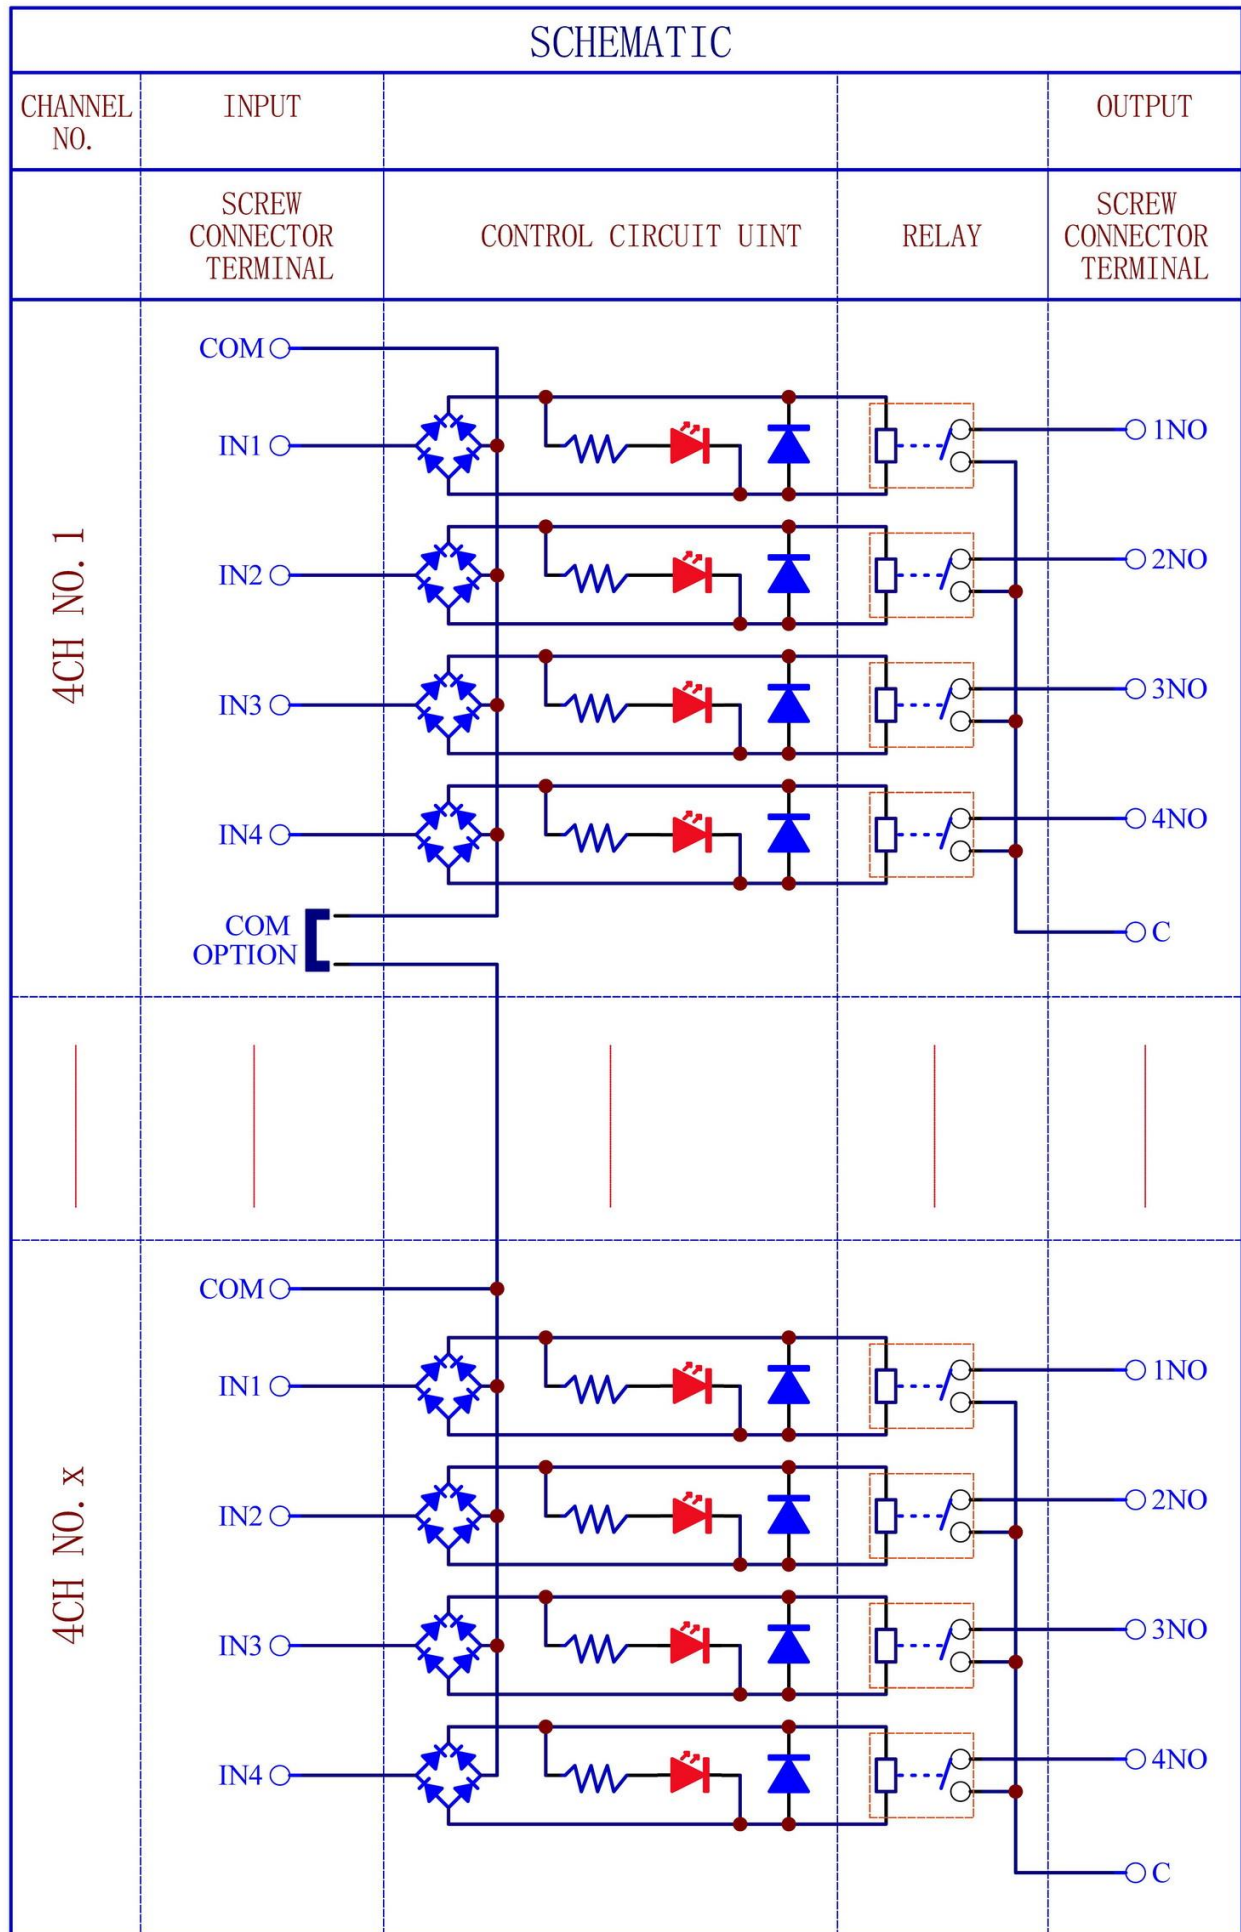 SCHEMATIC
CHANNEL
NO.
INPUT
OUTPUT
SCREW
CONNECTOR
TERMINAL
CONTROL CIRCUIT UINT
RELAY
SCREW
CONNECTOR
TERMINAL
4CH NO. 1
COM
IN1
1NO
IN2
2NO
IN3
3NO
IN4
4NO
COM
OPTION
C
4CH NO. x
COM
IN1
1NO
IN2
2NO
IN3
3NO
IN4
4NO
C